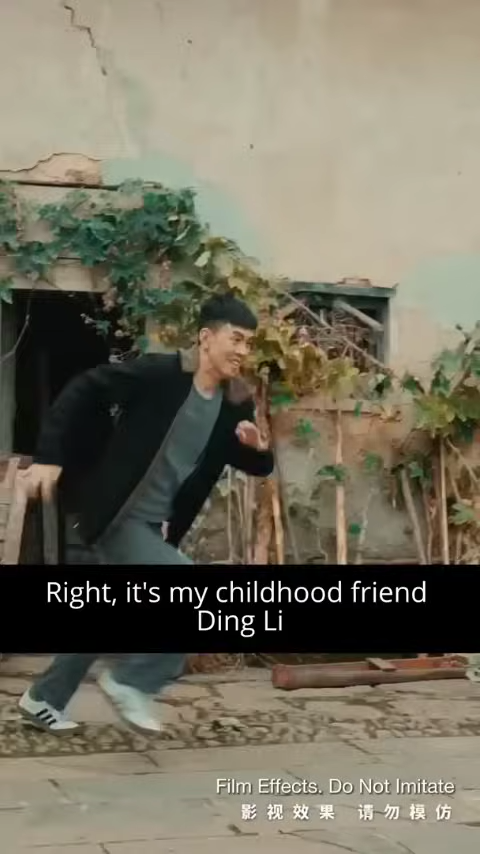 Right, it's my childhood friend
Ding Li
Film Effects. Do Not Imitate
影视效果 请勿模仿